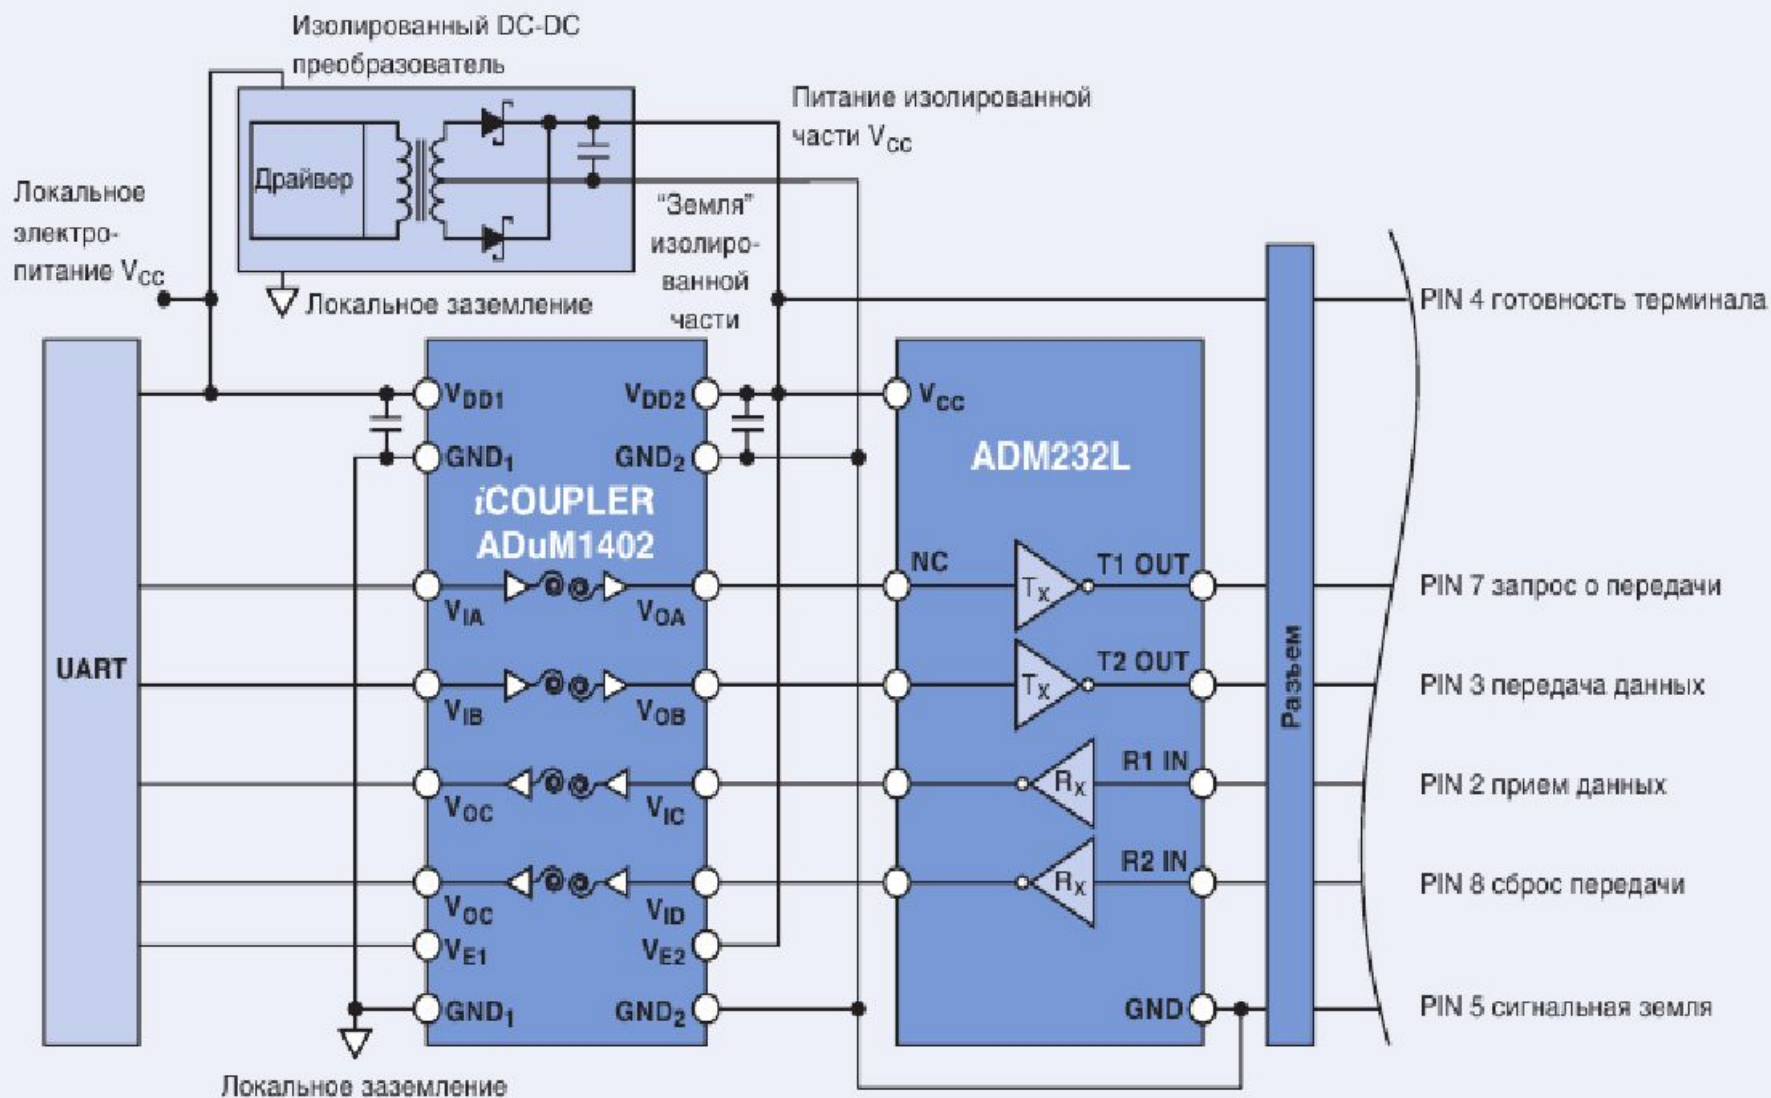 Изолированный DC-DC
преобразователь
Питание изолированной
части VCC
Драйвер
Локальное
электро-
питание VCC
“Земля”
изолиро-
ванной
части
Локальное заземление
PIN 4 готовность терминала
VDD1
VDD2
VCC
GND1
GND2
ADM232L
iCOUPLER
ADuM1402
NC
TX
T1 OUT
PIN 7 запрос о передачи
VIA
VOA
UART
TX
T2 OUT
PIN 3 передача данных
VIB
VOB
Разъем
RX
R1 IN
PIN 2 прием данных
VOC
VIC
RX
R2 IN
PIN 8 сброс передачи
VOC
VID
VE1
VE2
GND1
GND2
GND
PIN 5 сигнальная земля
Локальное заземление